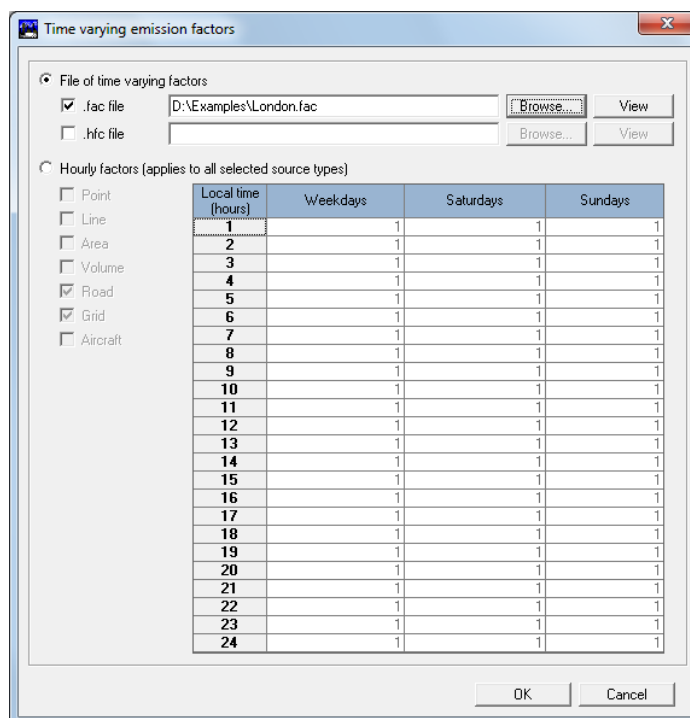 Time varying emission factors
File of time varying factors
.fac file D:\Examples\London.fac Browse... View
.hfc file Browse... View
Hourly factors (applies to all selected source types)
Point
Line
Area
Volume
Road
Grid
Aircraft
Local time (hours) Weekdays Saturdays Sundays
1 1 1 1
2 1 1 1
3 1 1 1
4 1 1 1
5 1 1 1
6 1 1 1
7 1 1 1
8 1 1 1
9 1 1 1
10 1 1 1
11 1 1 1
12 1 1 1
13 1 1 1
14 1 1 1
15 1 1 1
16 1 1 1
17 1 1 1
18 1 1 1
19 1 1 1
20 1 1 1
21 1 1 1
22 1 1 1
23 1 1 1
24 1 1 1
OK Cancel